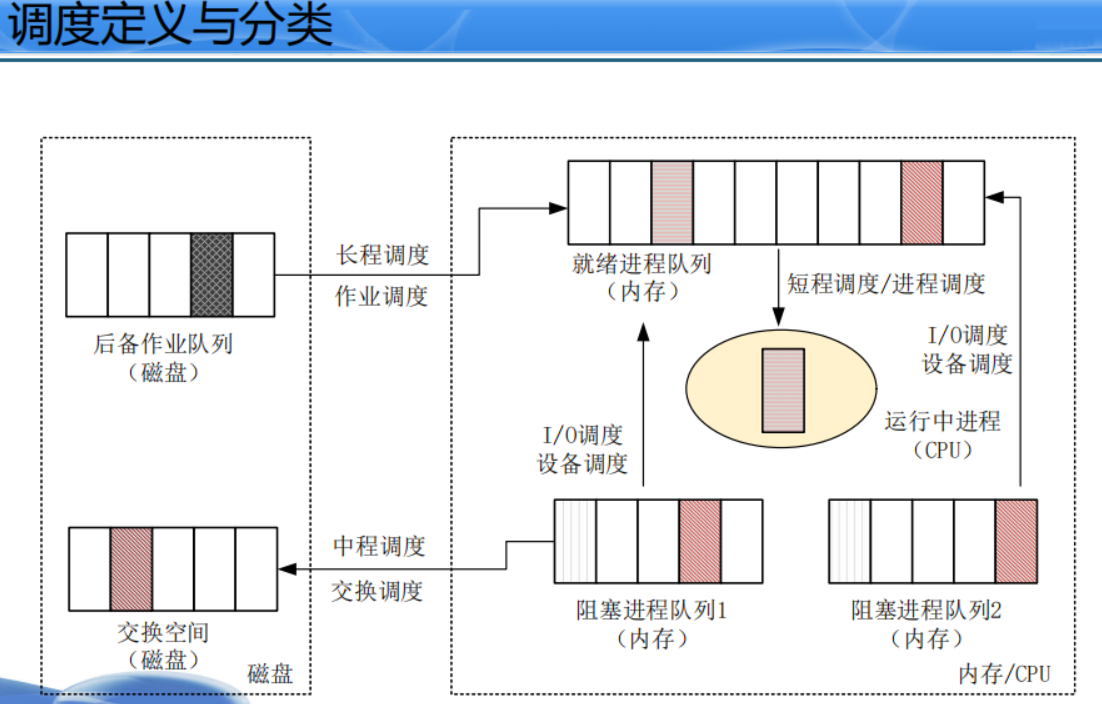 调度定义与分类
长程调度
作业调度
后备作业队列
（磁盘）
就绪进程队列
（内存）
短程调度/进程调度
I/O调度
设备调度
运行中进程
（CPU）
I/O调度
设备调度
中程调度
交换调度
交换空间
（磁盘）
磁盘
阻塞进程队列1
（内存）
阻塞进程队列2
（内存）
内存/CPU